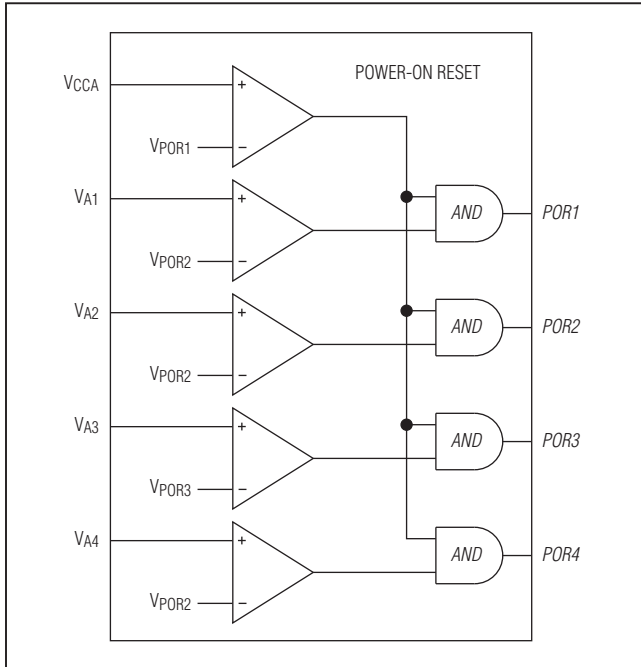 POWER-ON RESET
VCCA
+
VPOR1
−
VA1
+
AND
POR1
VPOR2
−
VA2
+
AND
POR2
VPOR2
−
VA3
+
AND
POR3
VPOR3
−
VA4
+
AND
POR4
VPOR2
−